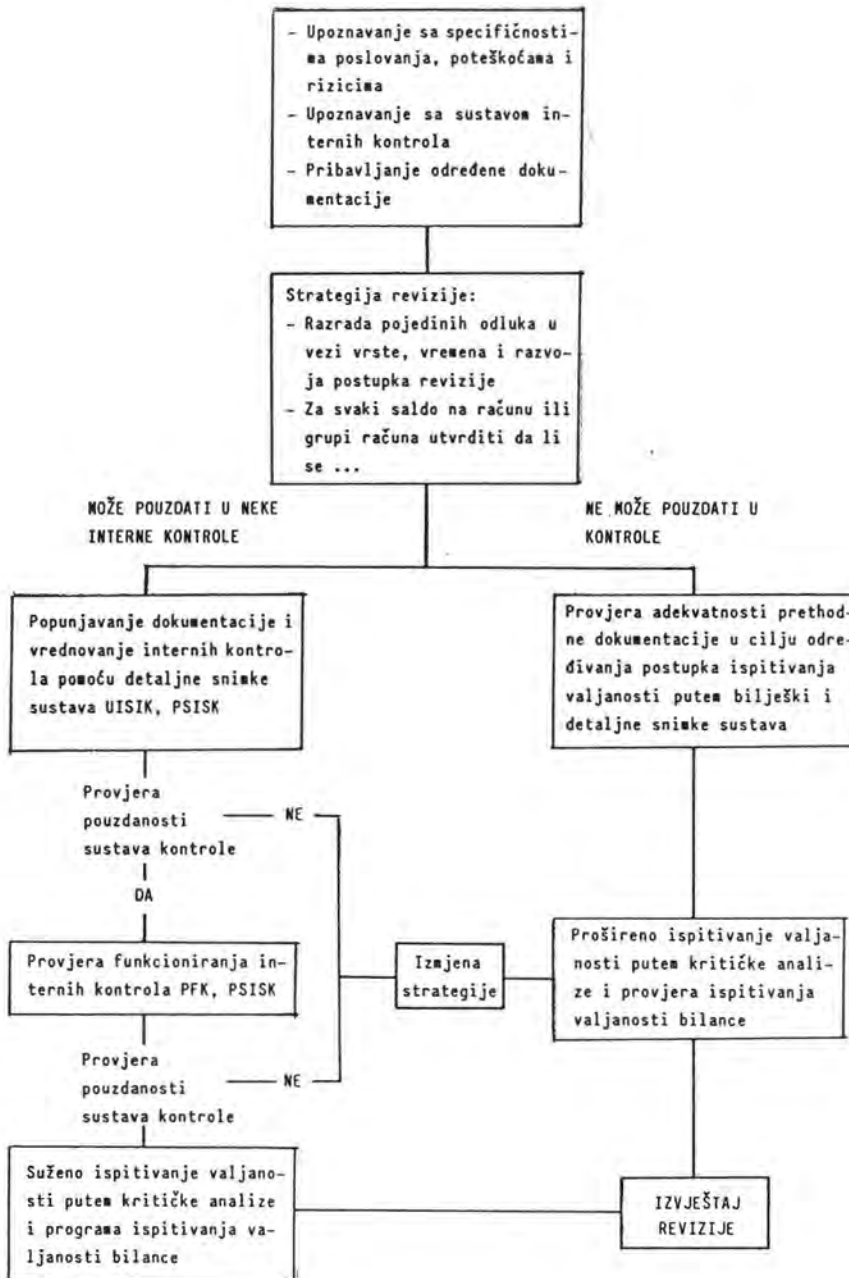 - Upoznavanje sa specifičnosti-
ma poslovanja, poteškoćama i
rizicima
- Upoznavanje sa sustavom in-
ternih kontrola
- Pribavljanje određene doku-
mentacije
Strategija revizije:
- Razrada pojedinih odluka u
vezi vrste, vremena i razvo-
ja postupka revizije
- Za svaki saldo na računu ili
grupi računa utvrditi da li
se ...
MOŽE POUZDATI U NEKE
INTERNE KONTROLE
NE MOŽE POUZDATI U
KONTROLE
Popunjavanje dokumentacije i
vrednovanje internih kontro-
la pomoću detaljne snimke
sustava UISIK, PSISK
Provjera adekvatnosti prethod-
ne dokumentacije u cilju odre-
đivanja postupka ispitivanja
valjanosti putem bilješki i
detaljne snimke sustava
Provjera
pouzdanosti
sustava kontrole
NE
DA
Provjera funkcioniranja in-
ternih kontrola PFK, PSISK
Izmjena
strategije
Prošireno ispitivanje valja-
nosti putem kritičke anali-
ze i provjera ispitivanja
valjanosti bilance
Provjera
pouzdanosti
sustava kontrole
NE
Suženo ispitivanje valjano-
sti putem kritičke analize
i programa ispitivanja va-
ljanosti bilance
IZVJEŠTAJ
REVIZIJE